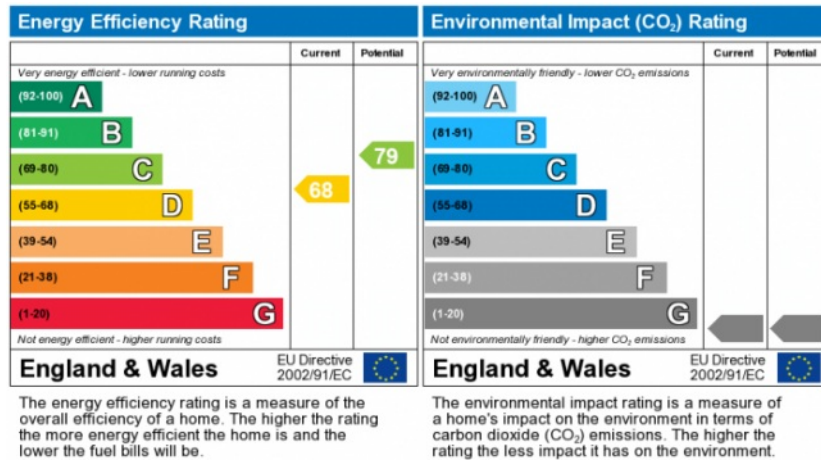 Energy Efficiency Rating
Current Potential
Very energy efficient - lower running costs
(92-100) A
(81-91) B
(69-80) C
79
(55-68) D
68
(39-54) E
(21-38) F
(1-20) G
Not energy efficient - higher running costs
England & Wales
EU Directive
2002/91/EC
The energy efficiency rating is a measure of the
overall efficiency of a home. The higher the rating
the more energy efficient the home is and the
lower the fuel bills will be.
Environmental Impact (CO₂) Rating
Current Potential
Very environmentally friendly - lower CO₂ emissions
(92-100) A
(81-91) B
(69-80) C
(55-68) D
(39-54) E
(21-38) F
(1-20) G
Not environmentally friendly - higher CO₂ emissions
England & Wales
EU Directive
2002/91/EC
The environmental impact rating is a measure of
a home's impact on the environment in terms of
carbon dioxide (CO₂) emissions. The higher the
rating the less impact it has on the environment.